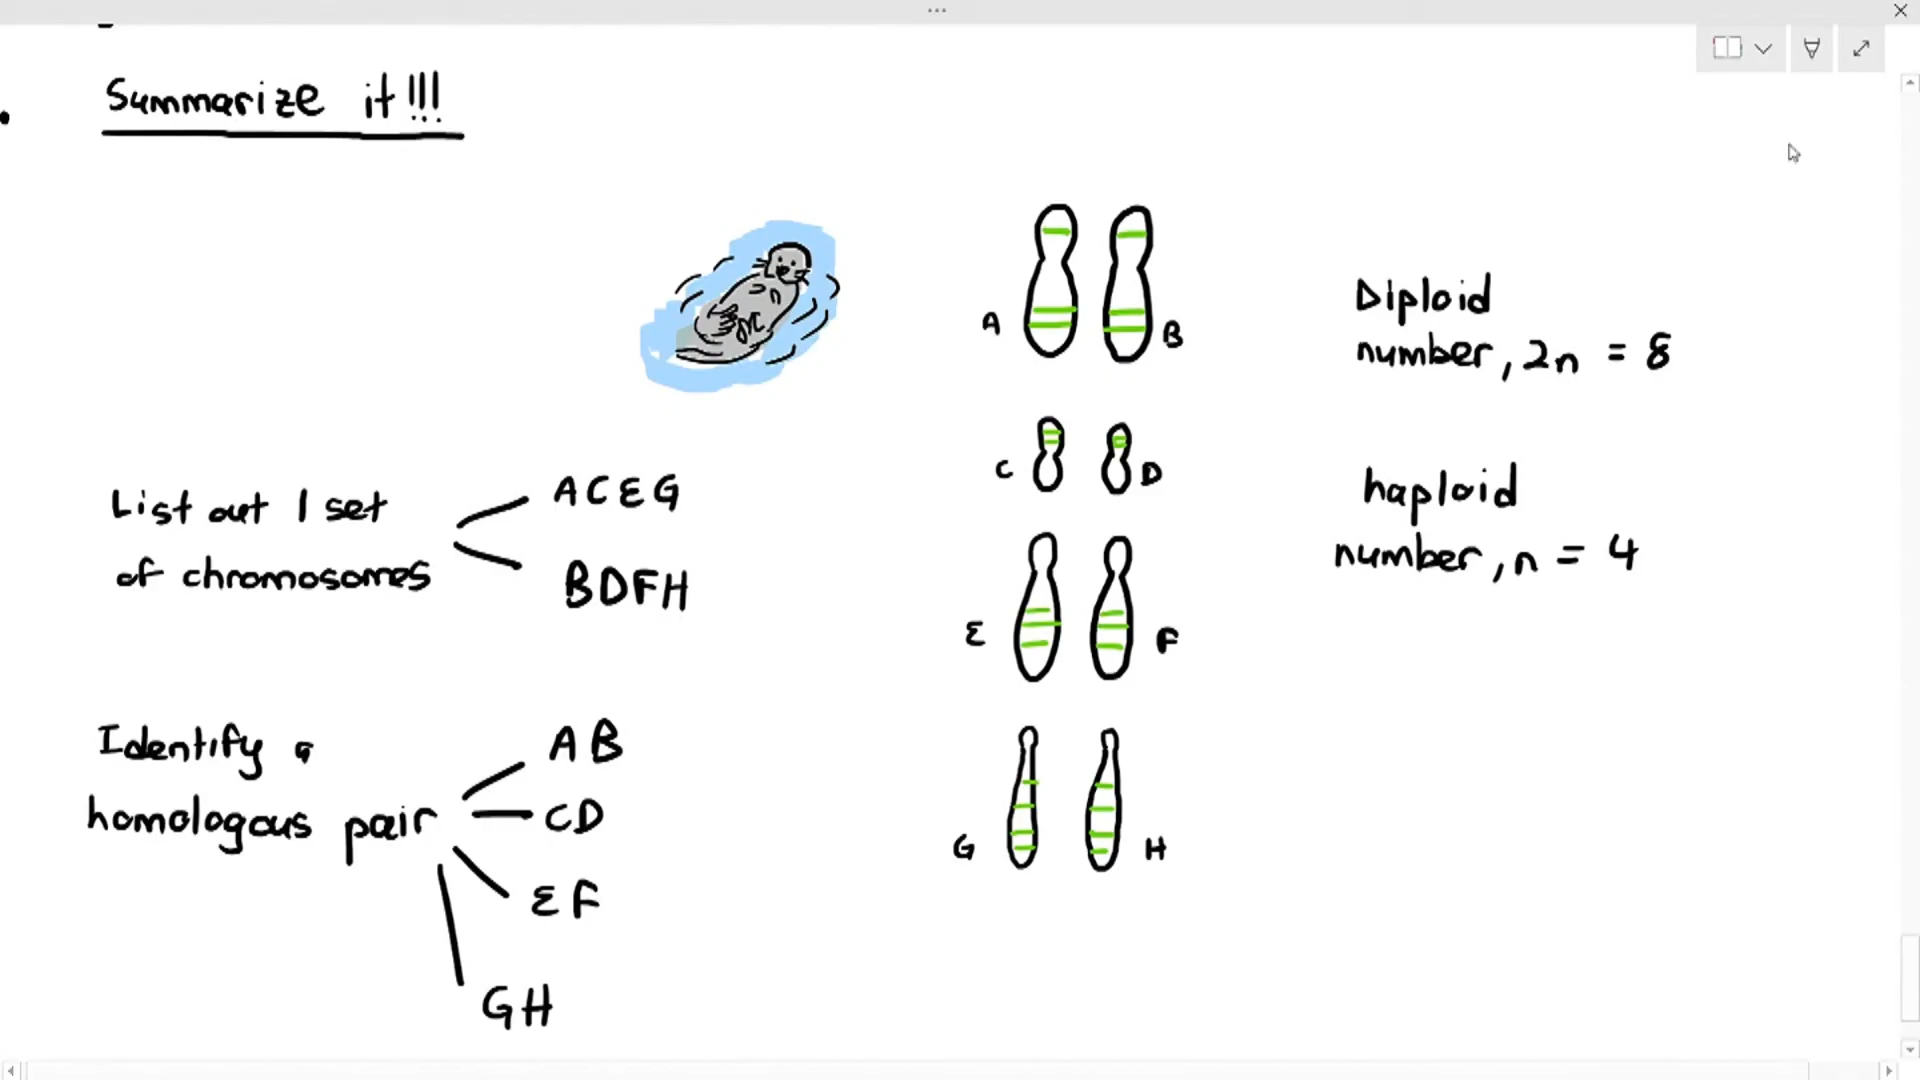 Summarize it!!!
A
B
Diploid
number, 2n = 8
C
D
haploid
number, n = 4
List out 1 set
of chromosomes
ACEG
BDFH
E
F
Identify a
homologous pair
AB
CD
EF
GH
G
H